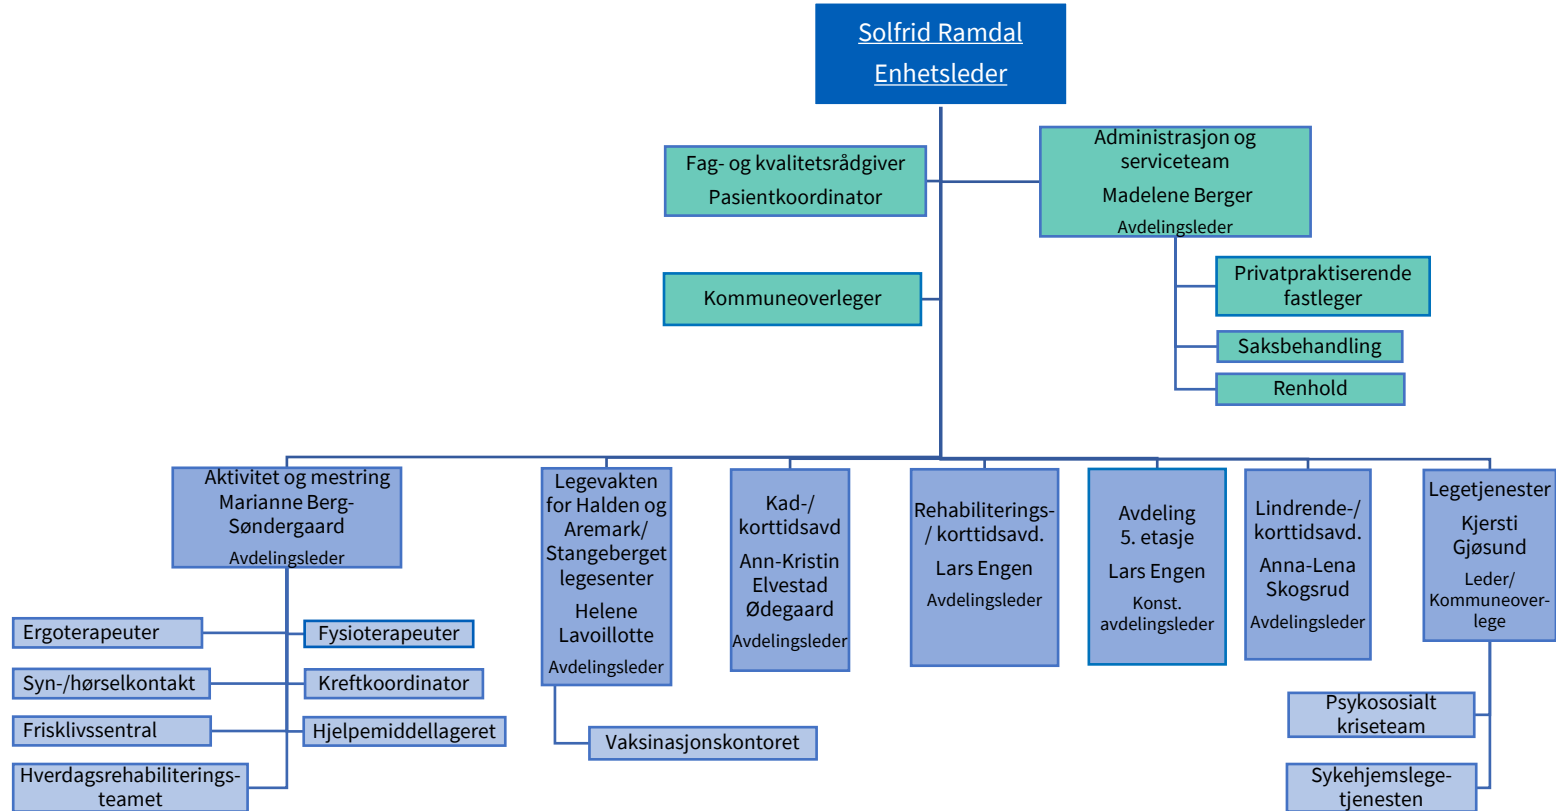 Solfrid Ramdal
Enhetsleder
Fag- og kvalitetsrådgiver
Pasientkoordinator
Administrasjon og
serviceteam
Madelene Berger
Avdelingsleder
Kommuneoverleger
Privatpraktiserende
fastleger
Saksbehandling
Renhold
Aktivitet og mestring
Marianne Berg-
Søndergaard
Avdelingsleder
Ergoterapeuter
Fysioterapeuter
Syn-/hørselkontakt
Kreftkoordinator
Frisklivssentral
Hjelpemiddellageret
Hverdagsrehabiliterings-
teamet
Legevakten
for Halden og
Aremark/
Stangeberget
legesenter
Helene
Lavoillotte
Avdelingsleder
Vaksinasjonskontoret
Kad-/
korttidsavd
Ann-Kristin
Elvestad
Ødegaard
Avdelingsleder
Rehabiliterings-
/ korttidsavd.
Lars Engen
Avdelingsleder
Avdeling
5. etasje
Lars Engen
Konst.
avdelingsleder
Lindrende-/
korttidsavd.
Anna-Lena
Skogsrud
Avdelingsleder
Legetjenester
Kjersti
Gjøsund
Leder/
Kommuneover-
lege
Psykososialt
kriseteam
Sykehjemslege-
tjenesten